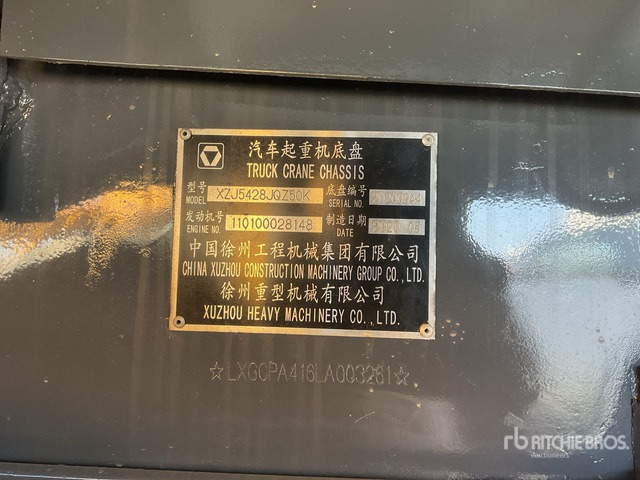 汽车起重机底盘
TRUCK CRANE CHASSIS
型号 XZJ5428JQZ50K 底盘编号
MODEL SERIAL NO.
发动机号 110100028148 制造日期
ENGINE NO. DATE
中国徐州工程机械集团有限公司
CHINA XUZHOU CONSTRUCTION MACHINERY GROUP CO., LTD.
徐州重型机械有限公司
XUZHOU HEAVY MACHINERY CO.,LTD.
☆LXGCPA416LA003261☆
rb RITCHIE BROS.
Auctioneers